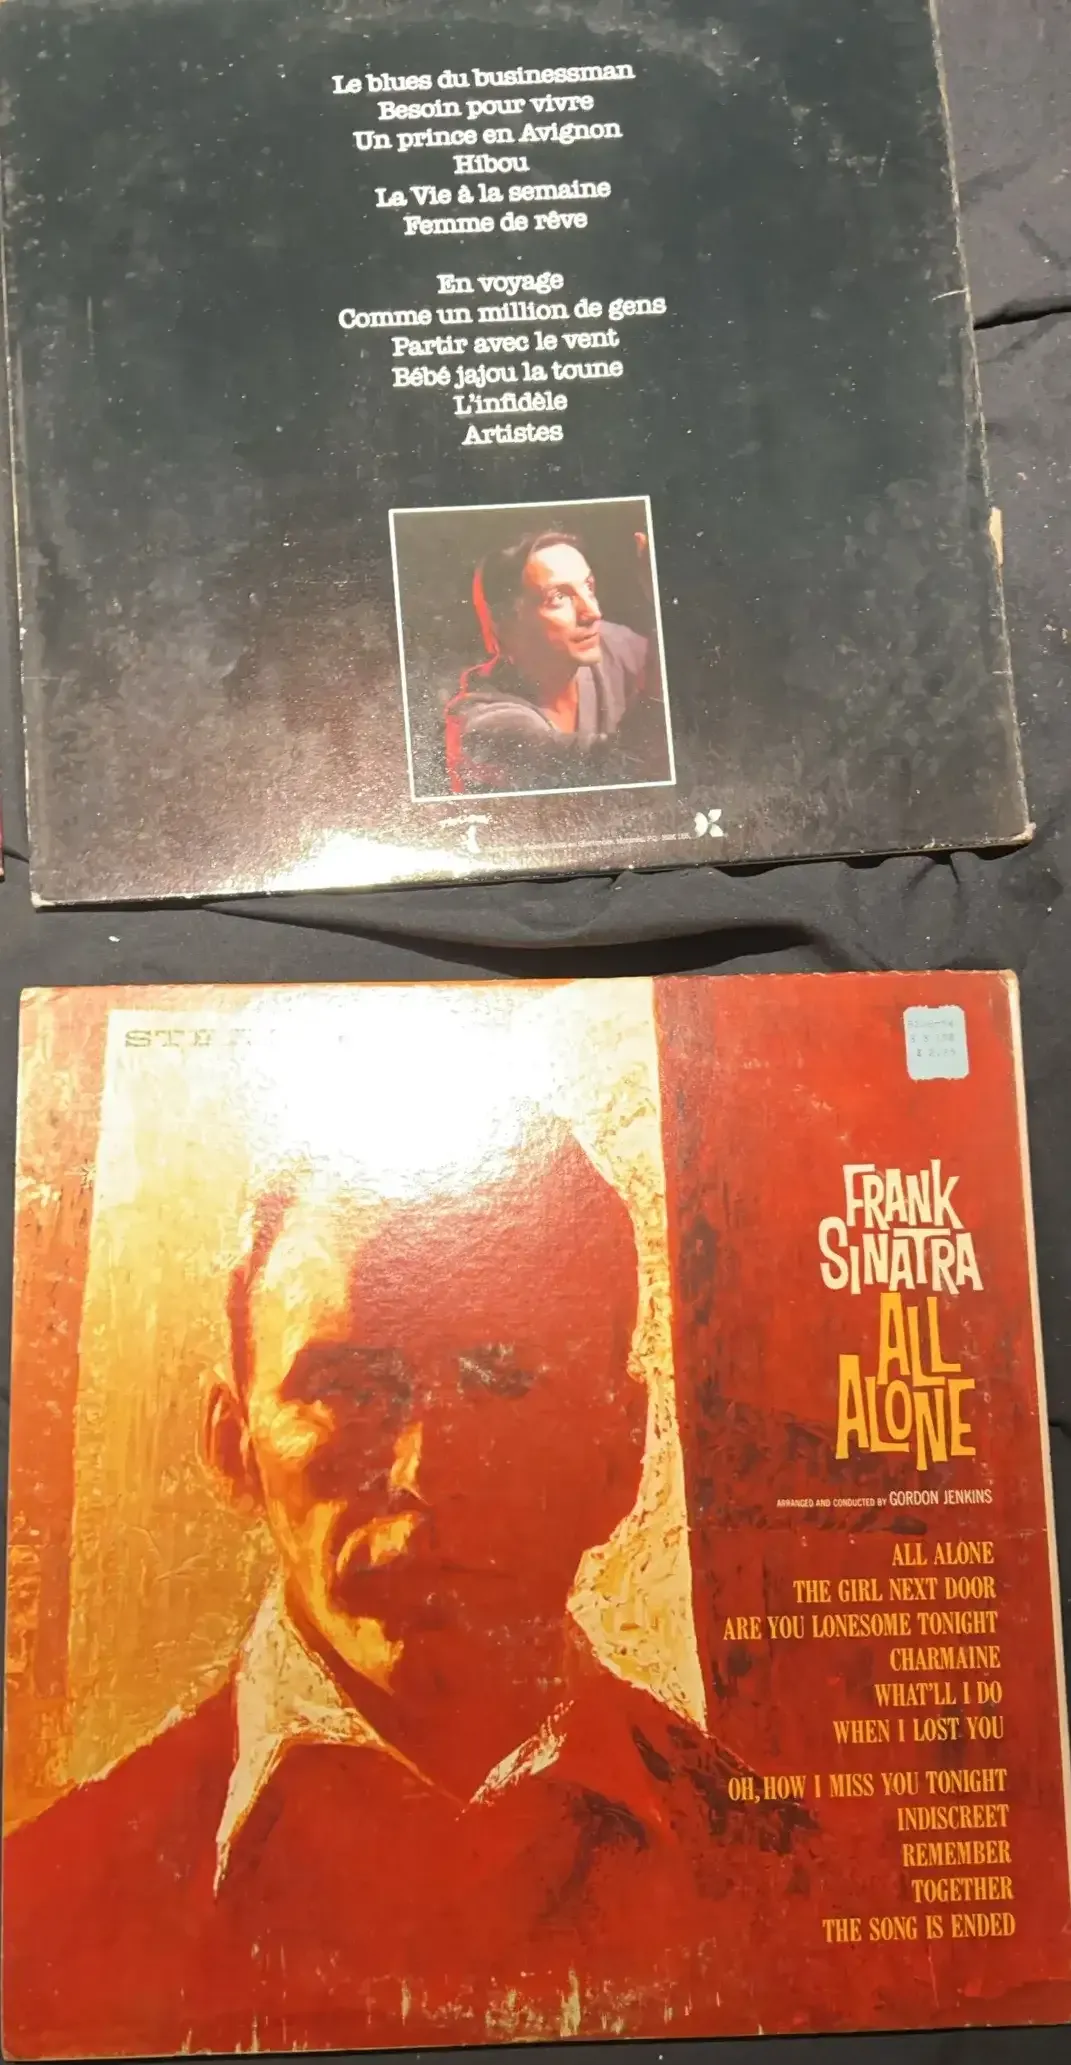 Le blues du businessman
Besoin pour vivre
Un prince en Avignon
Hibou
La Vie à la semaine
Femme de rêve
En voyage
Comme un million de gens
Partir avec le vent
Bébé jajou la toune
L'infidèle
Artistes
FRANK
SINATRA
ALL
ALONE
ARRANGED AND CONDUCTED BY GORDON JENKINS
ALL ALONE
THE GIRL NEXT DOOR
ARE YOU LONESOME TONIGHT
CHARMAINE
WHAT'LL I DO
WHEN I LOST YOU
OH, HOW I MISS YOU TONIGHT
INDISCREET
REMEMBER
TOGETHER
THE SONG IS ENDED